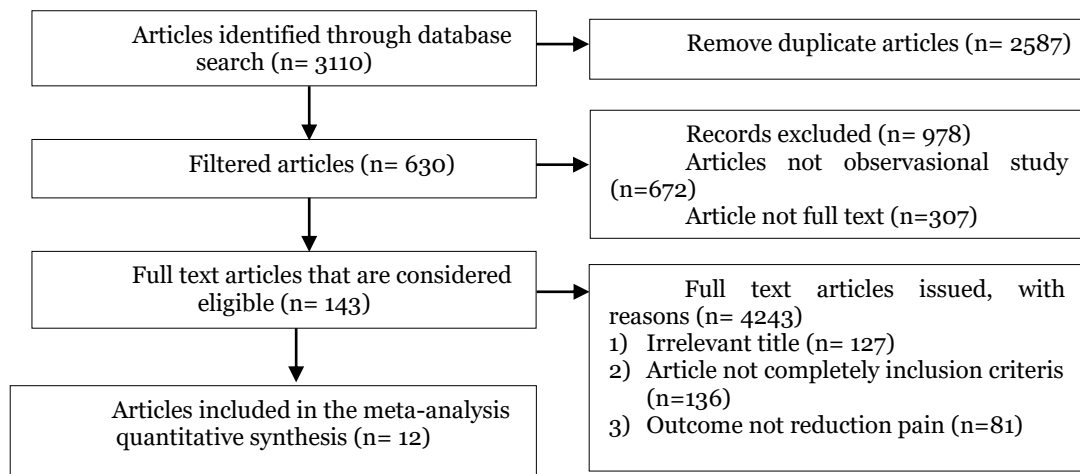 Articles identified through database
search (n= 3110)
Remove duplicate articles (n= 2587)
Filtered articles (n= 630)
Records excluded (n= 978)
Articles not observasional study
(n=672)
Article not full text (n=307)
Full text articles that are considered
eligible (n= 143)
Full text articles issued, with
reasons (n= 4243)
1) Irrelevant title (n= 127)
2) Article not completely inclusion criteris
(n=136)
3) Outcome not reduction pain (n=81)
Articles included in the meta-analysis
quantitative synthesis (n= 12)